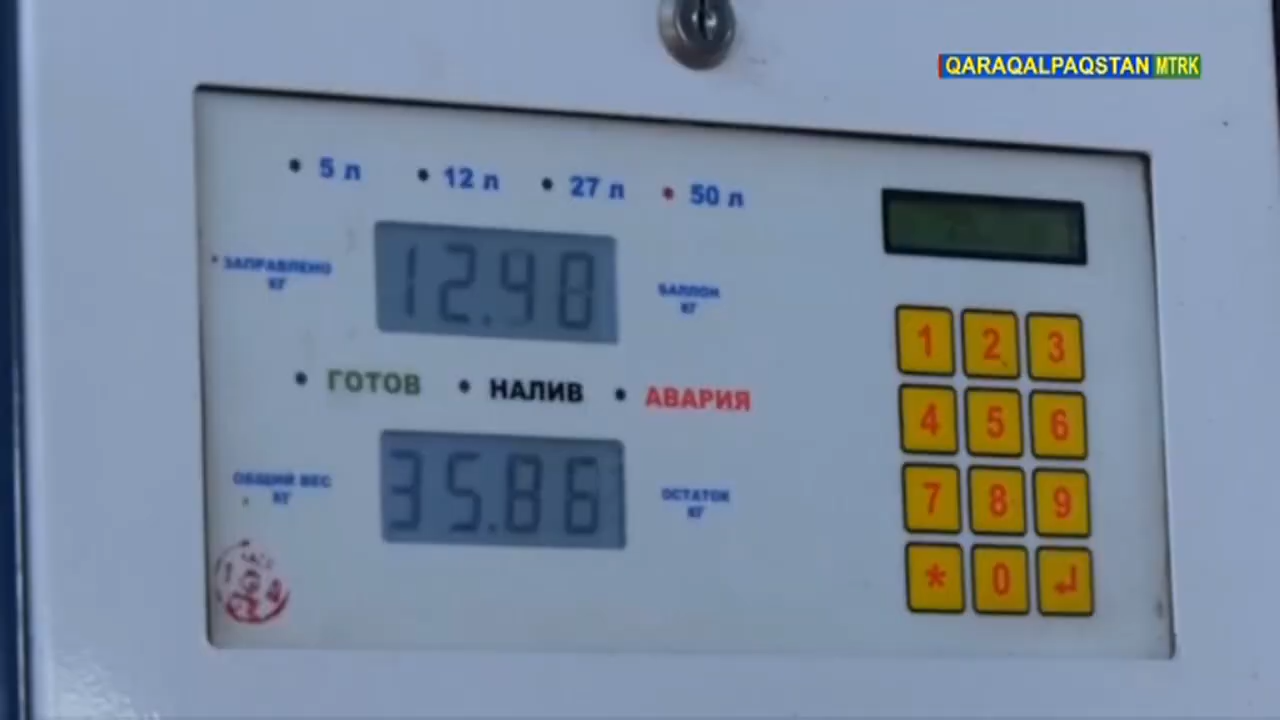 QARAQALPAQSTAN MTRK
5 л 12 л 27 л 50 л
ЗАПРАВЛЕНО
КГ
12.90
БАЛЛОН
КГ
ГОТОВ НАЛИВ АВАРИЯ
ОБЩИЙ ВЕС
КГ
35.86
ОСТАТОК
КГ
1 2 3
4 5 6
7 8 9
* 0 ↵